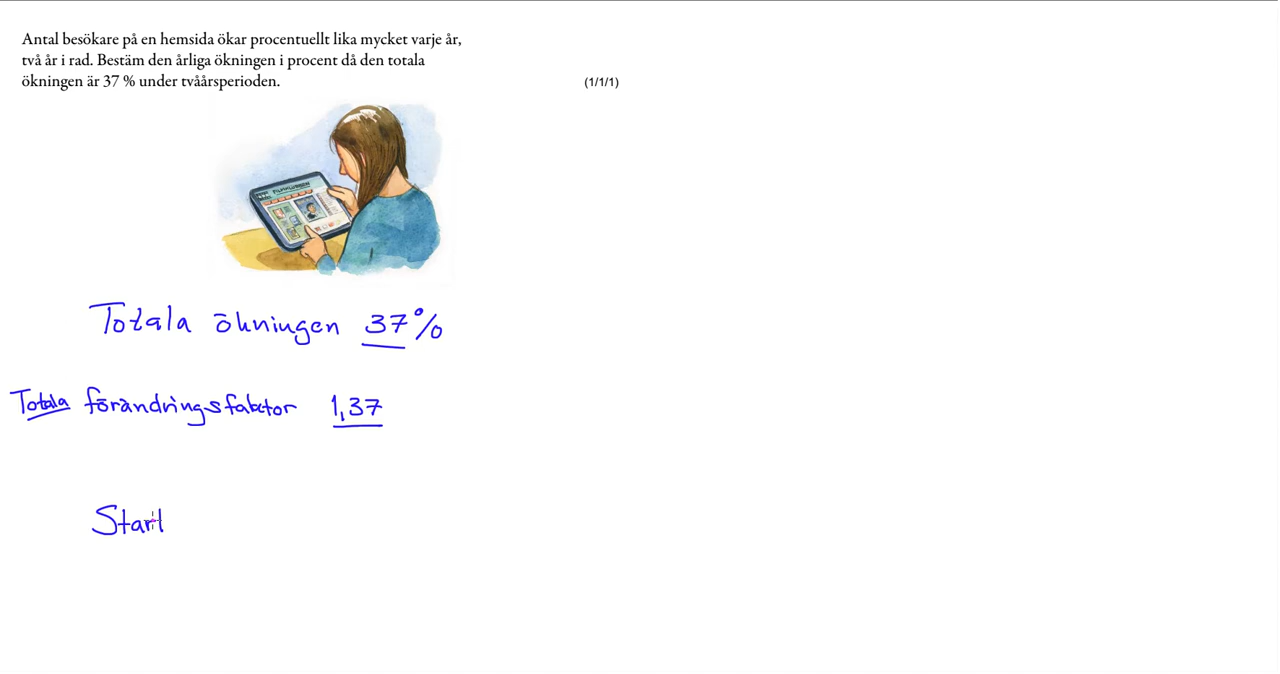 Antal besökare på en hemsida ökar procentuellt lika mycket varje år,
två år i rad. Bestäm den årliga ökningen i procent då den totala
ökningen är 37 % under tvåårsperioden.
(1/1/1)
FILMKLUBBEN
Totala ökningen 37%
Totala förändringsfaktor 1,37
Start